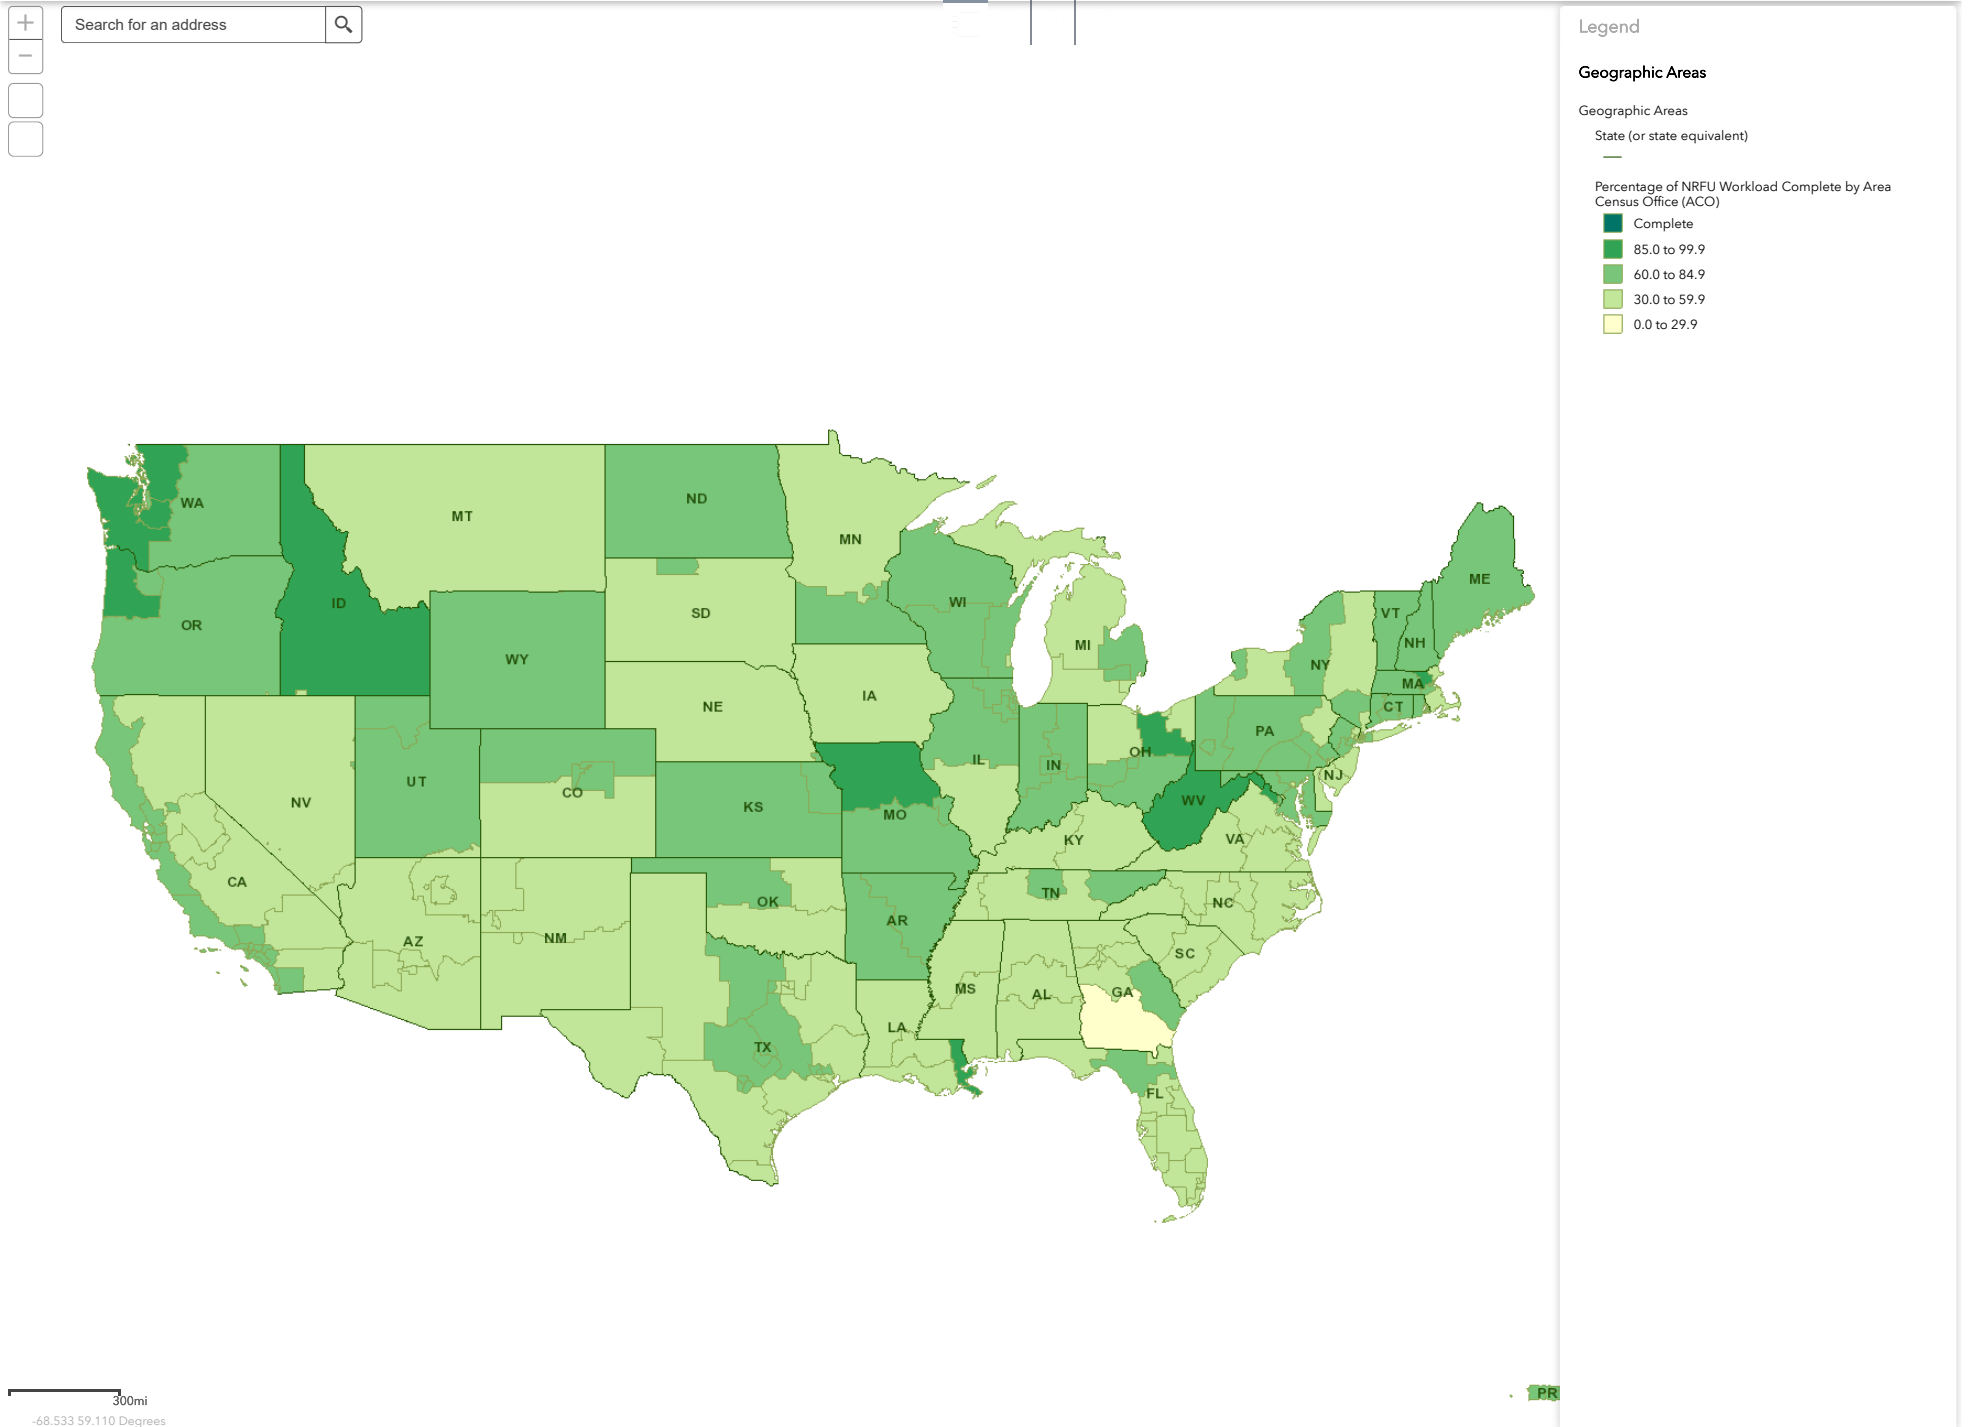 +
Search for an address
−
Legend
Geographic Areas
Geographic Areas
State (or state equivalent)
Percentage of NRFU Workload Complete by Area
Census Office (ACO)
Complete
85.0 to 99.9
60.0 to 84.9
30.0 to 59.9
0.0 to 29.9
WA
MT
ND
MN
OR
ID
WY
SD
WI
MI
NY
VT
NH
ME
MA
CT
NE
IA
IL
IN
OH
PA
NJ
NV
UT
CO
KS
MO
KY
WV
VA
CA
AZ
NM
OK
AR
TN
NC
SC
MS
AL
GA
TX
LA
FL
PR
300mi
-68.533 59.110 Degrees